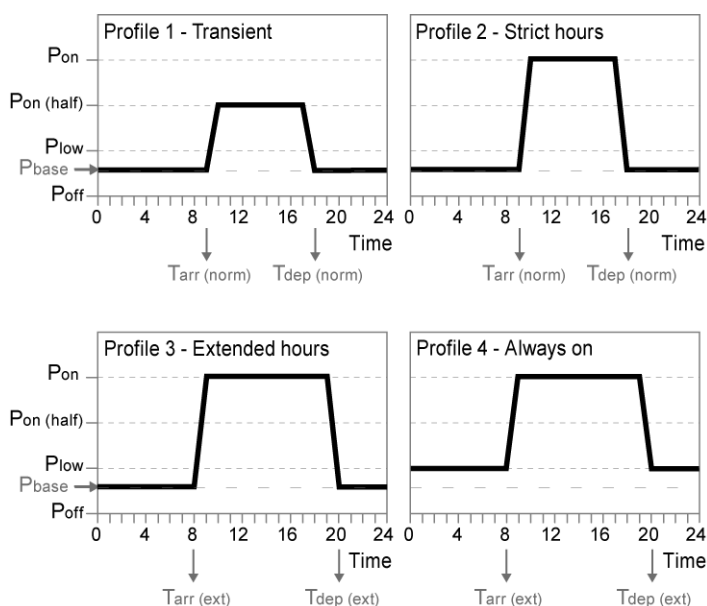 Profile 1 - Transient
Pon
Pon (half)
Plow
Pbase
Poff
0 4 8 12 16 20 24
Time
Tarr (norm) Tdep (norm)
Profile 2 - Strict hours
0 4 8 12 16 20 24
Time
Tarr (norm) Tdep (norm)
Profile 3 - Extended hours
Pon
Pon (half)
Plow
Pbase
Poff
0 4 8 12 16 20 24
Time
Tarr (ext) Tdep (ext)
Profile 4 - Always on
0 4 8 12 16 20 24
Time
Tarr (ext) Tdep (ext)